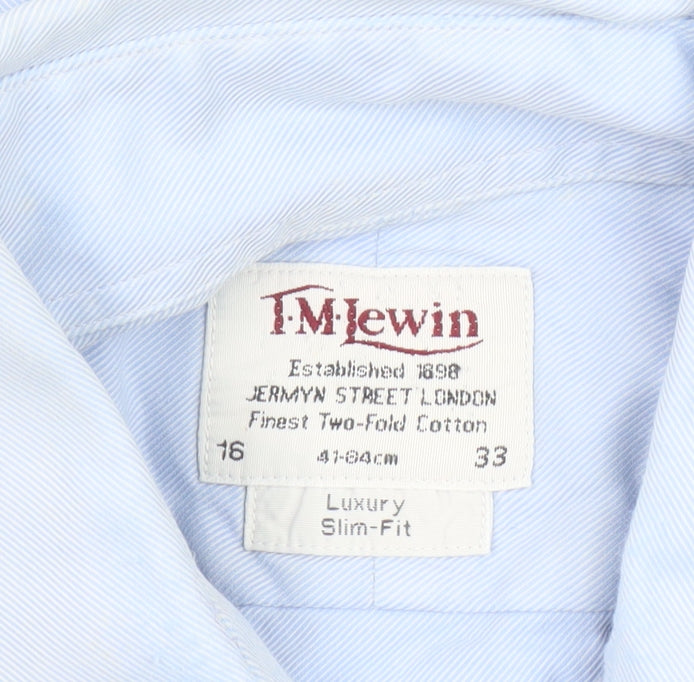 T·M·Lewin
Established 1898
JERMYN STREET LONDON
Finest Two-Fold Cotton
16 41-84cm 33
Luxury
Slim-Fit